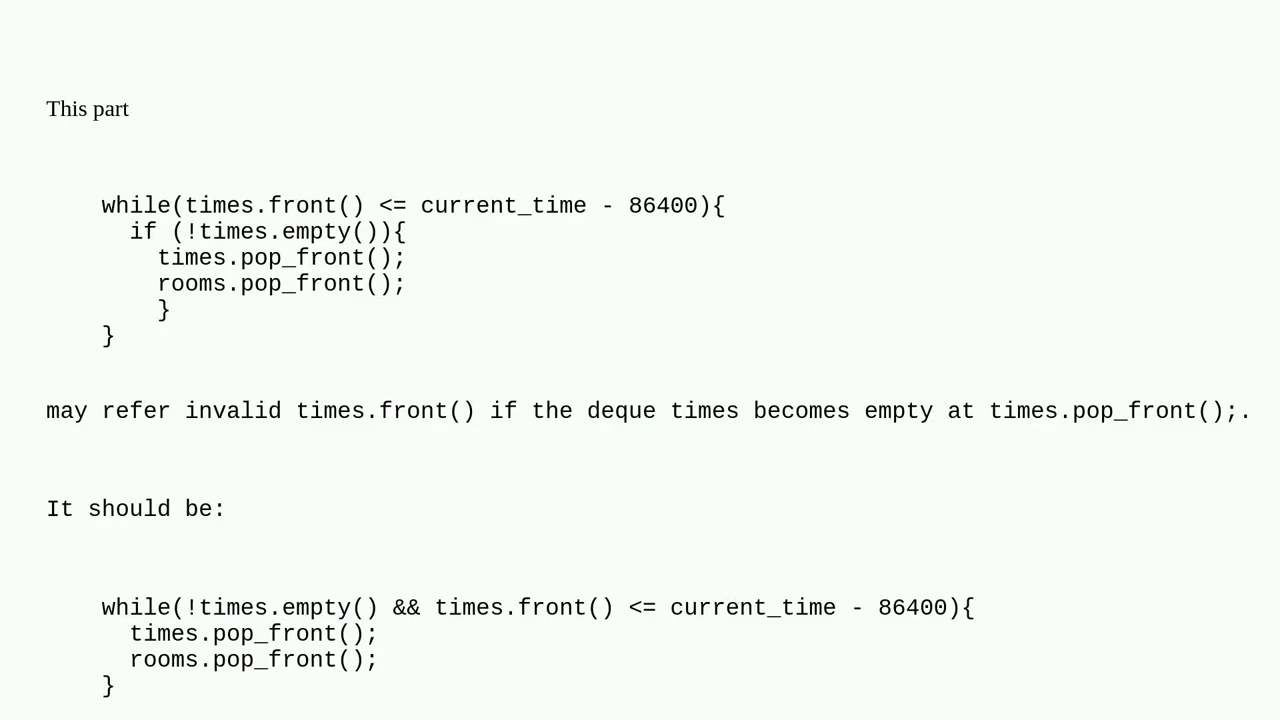 This part
while(times.front() <= current_time - 86400){
if (!times.empty()){
times.pop_front();
rooms.pop_front();
}
}
may refer invalid times.front() if the deque times becomes empty at times.pop_front();.
It should be:
while(!times.empty() && times.front() <= current_time - 86400){
times.pop_front();
rooms.pop_front();
}